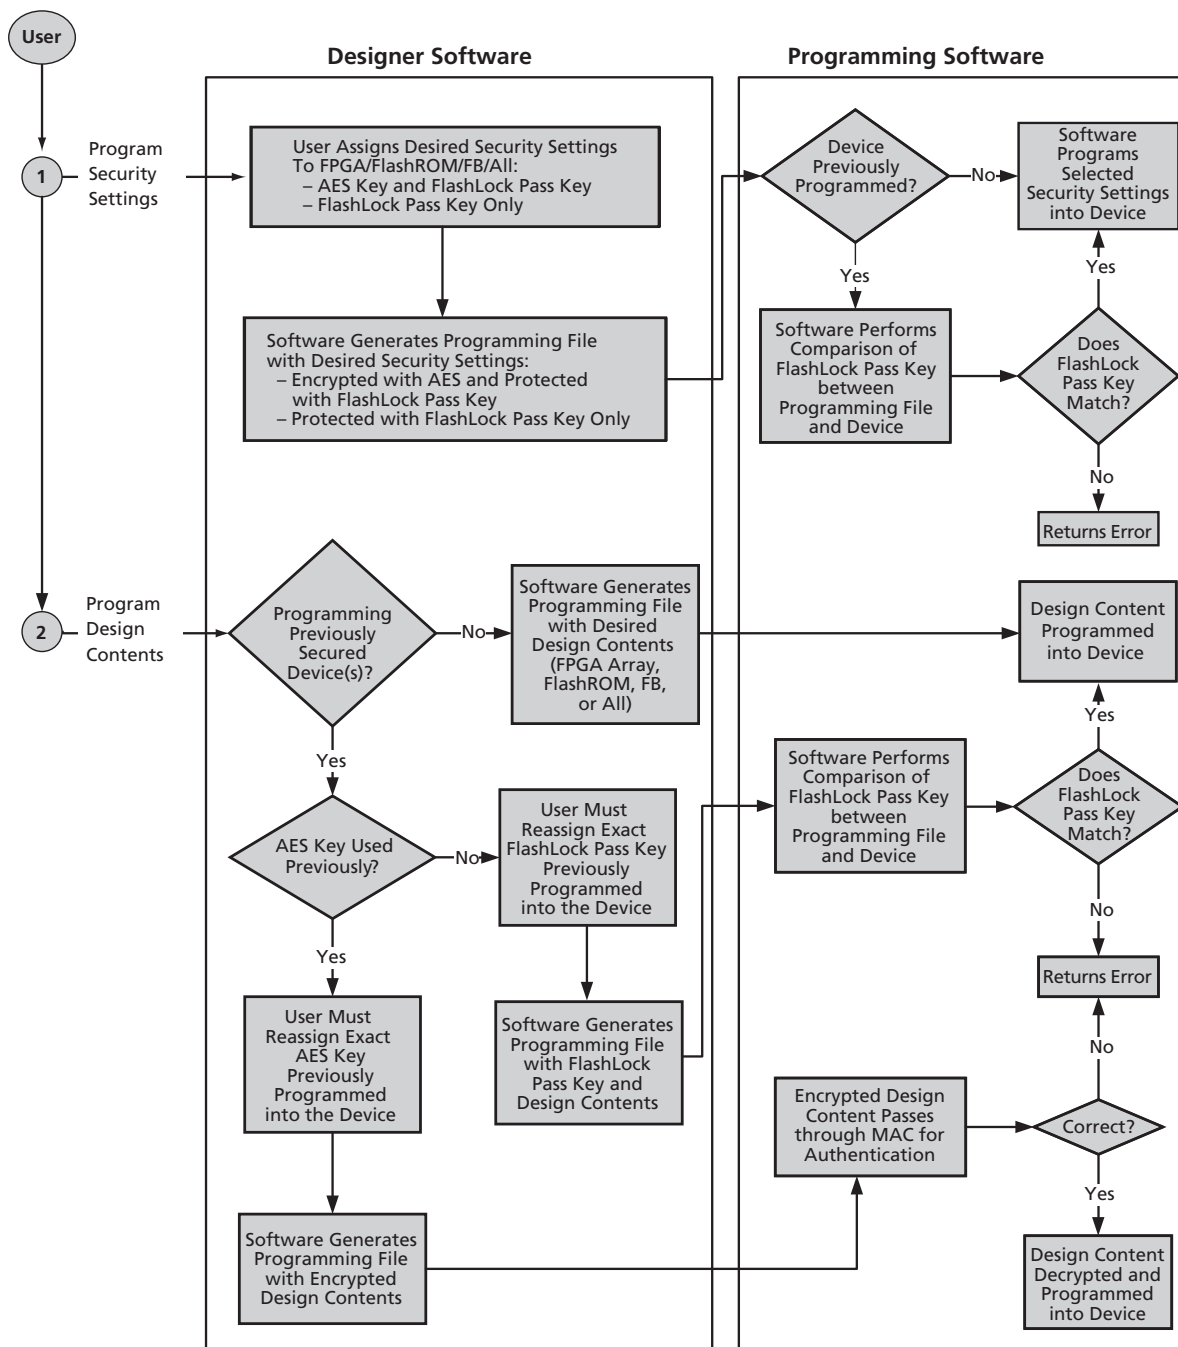 User
Designer Software
Programming Software
1
Program
Security
Settings
User Assigns Desired Security Settings
To FPGA/FlashROM/FB/All:
– AES Key and FlashLock Pass Key
– FlashLock Pass Key Only
Software Generates Programming File
with Desired Security Settings:
– Encrypted with AES and Protected
with FlashLock Pass Key
– Protected with FlashLock Pass Key Only
Device
Previously
Programmed?
No
Software
Programs
Selected
Security Settings
into Device
Yes
Yes
Software Performs
Comparison of
FlashLock Pass Key
between
Programming File
and Device
Does
FlashLock
Pass Key
Match?
No
Returns Error
2
Program
Design
Contents
Programming
Previously
Secured
Device(s)?
No
Software Generates
Programming File
with Desired
Design Contents
(FPGA Array,
FlashROM, FB,
or All)
Design Content
Programmed
into Device
Yes
Yes
AES Key Used
Previously?
No
User Must
Reassign Exact
FlashLock Pass Key
Previously
Programmed
into the Device
Software Performs
Comparison of
FlashLock Pass Key
between
Programming File
and Device
Does
FlashLock
Pass Key
Match?
No
Returns Error
Yes
User Must
Reassign Exact
AES Key
Previously
Programmed
into the Device
Software Generates
Programming File
with FlashLock
Pass Key and
Design Contents
No
Encrypted Design
Content Passes
through MAC for
Authentication
Correct?
Yes
Software Generates
Programming File
with Encrypted
Design Contents
Design Content
Decrypted and
Programmed
into Device